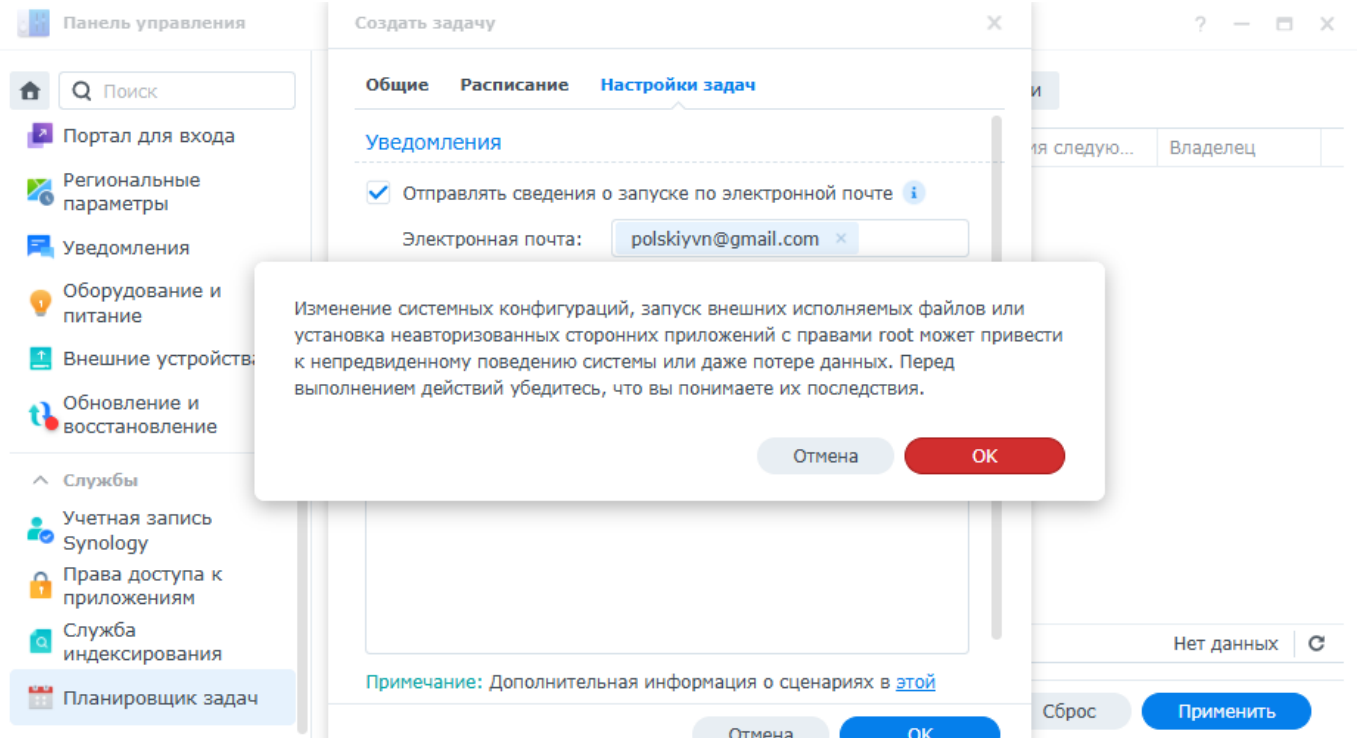 Панель управления
Создать задачу
Поиск
Общие Расписание Настройки задач
и
Портал для входа
Уведомления
ия следую... Владелец
Региональные
параметры
Отправлять сведения о запуске по электронной почте
Уведомления
Электронная почта: polskiyvn@gmail.com
Оборудование и
питание
Изменение системных конфигураций, запуск внешних исполняемых файлов или
установка неавторизованных сторонних приложений с правами root может привести
к непредвиденному поведению системы или даже потере данных. Перед
выполнением действий убедитесь, что вы понимаете их последствия.
Внешние устройства
Обновление и
восстановление
Отмена OK
Службы
Учетная запись
Synology
Права доступа к
приложениям
Служба
индексирования
Нет данных
Планировщик задач
Примечание: Дополнительная информация о сценариях в этой
Сброс Применить
Отмена OK